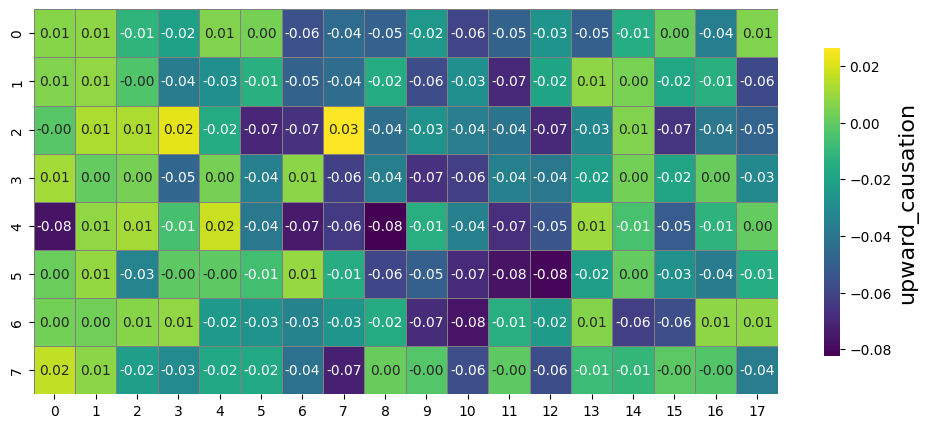 0 0.01 0.01 -0.01 -0.02 0.01 0.00 -0.06 -0.04 -0.05 -0.02 -0.06 -0.05 -0.03 -0.05 -0.01 0.00 -0.04 0.01
1 0.01 0.01 -0.00 -0.04 -0.03 -0.01 -0.05 -0.04 -0.02 -0.06 -0.03 -0.07 -0.02 0.01 0.00 -0.02 -0.01 -0.06
2 -0.00 0.01 0.01 0.02 -0.02 -0.07 -0.07 0.03 -0.04 -0.03 -0.04 -0.04 -0.07 -0.03 0.01 -0.07 -0.04 -0.05
3 0.01 0.00 0.00 -0.05 0.00 -0.04 0.01 -0.06 -0.04 -0.07 -0.06 -0.04 -0.04 -0.02 0.00 -0.02 0.00 -0.03
4 -0.08 0.01 0.01 -0.01 0.02 -0.04 -0.07 -0.06 -0.08 -0.01 -0.04 -0.07 -0.05 0.01 -0.01 -0.05 -0.01 0.00
5 0.00 0.01 -0.03 -0.00 -0.00 -0.01 0.01 -0.01 -0.06 -0.05 -0.07 -0.08 -0.08 -0.02 0.00 -0.03 -0.04 -0.01
6 0.00 0.00 0.01 0.01 -0.02 -0.03 -0.03 -0.03 -0.02 -0.07 -0.08 -0.01 -0.02 0.01 -0.06 -0.06 0.01 0.01
7 0.02 0.01 -0.02 -0.03 -0.02 -0.02 -0.04 -0.07 0.00 -0.00 -0.06 -0.00 -0.06 -0.01 -0.01 -0.00 -0.00 -0.04
0 1 2 3 4 5 6 7 8 9 10 11 12 13 14 15 16 17
0.02
0.00
-0.02
-0.04
-0.06
-0.08
upward_causation